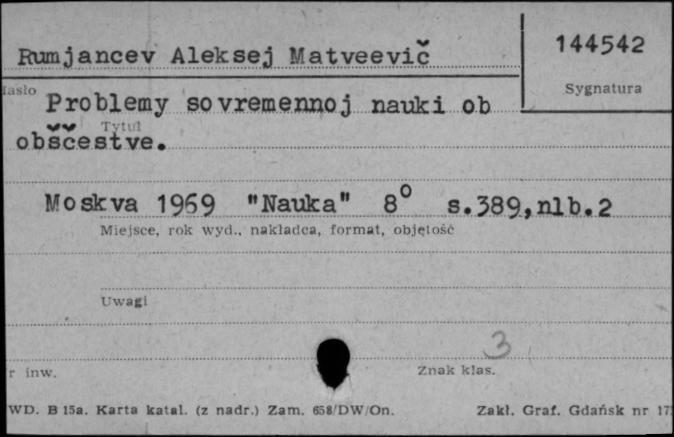 Rumjancev Aleksej Matveevič
144542
Sygnatura
Problemy sovremennoj nauki ob
Tytuł
obščestve.
Moskva 1969 "Nauka" 8° s.389,nlb.2
Miejsce, rok wyd., nakładca, format, objętość
Uwagi
3
inw.
Znak klas.
WD. B 15a. Karta katal. (z nadr.) Zam. 658/DW/On.
Zakł. Graf. Gdańsk nr